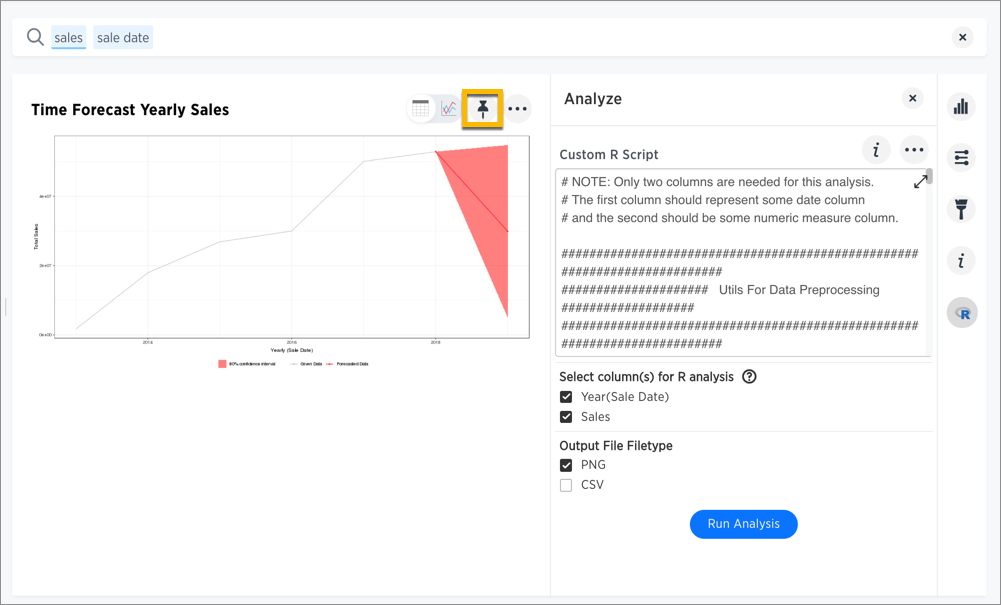 sales sale date
Time Forecast Yearly Sales
4e+07
2e+07
0e+00
Total Sales
2014 2016 2018
Yearly (Sale Date)
80% confidence interval Given Data Forecasted Data
Analyze
Custom R Script
# NOTE: Only two columns are needed for this analysis.
# The first column should represent some date column
# and the second should be some numeric measure column.
###################################################
#######################
##################### Utils For Data Preprocessing
###################
###################################################
#######################
Select column(s) for R analysis ?
Year(Sale Date)
Sales
Output File Filetype
PNG
CSV
Run Analysis
i
i
R